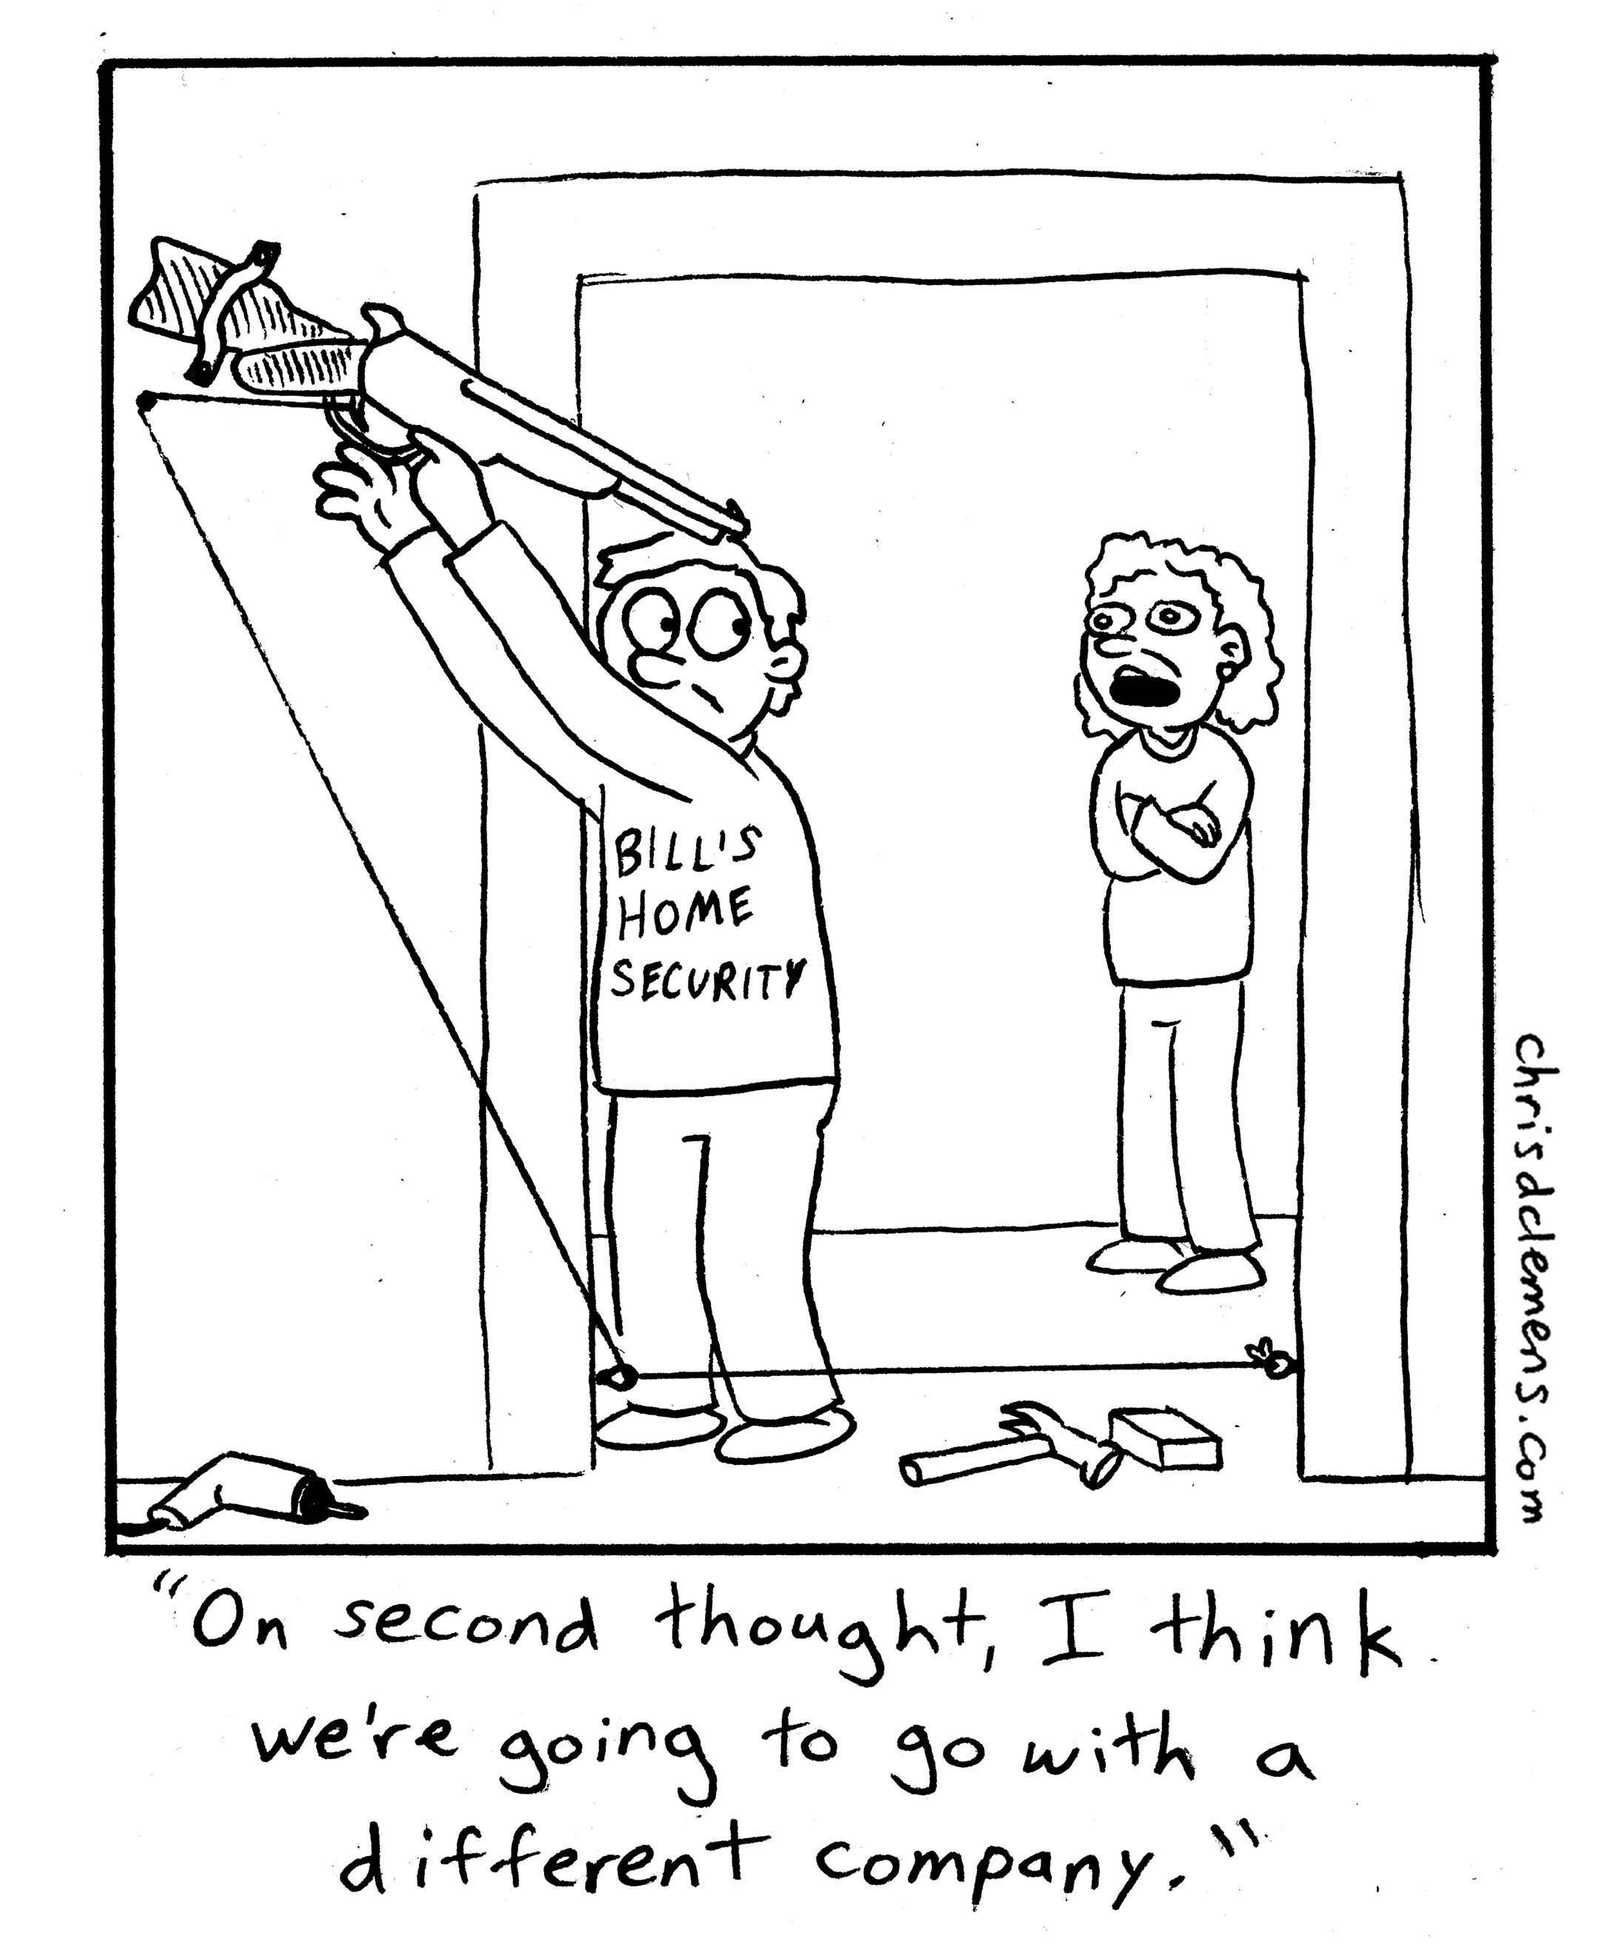 BILL'S
HOME
SECURITY
chrisdclemens.com
"On second thought, I think
we're going to go with a
different company."